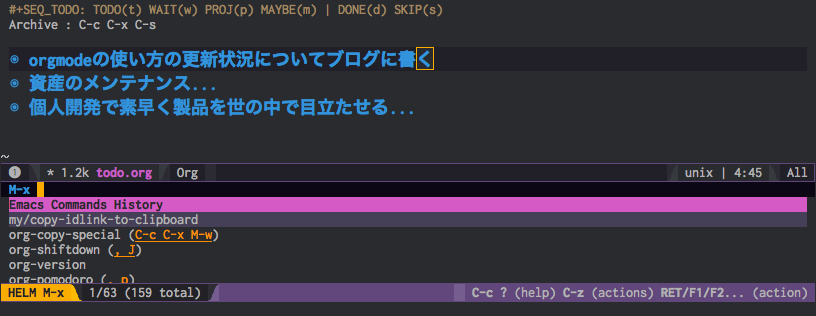 #+SEQ_TODO: TODO(t) WAIT(w) PROJ(p) MAYBE(m) | DONE(d) SKIP(s)
Archive : C-c C-x C-s
◉ orgmodeの使い方の更新状況についてブログに書く
◉ 資産のメンテナンス...
◉ 個人開発で素早く製品を世の中で目立たせる...
~
➊ * 1.2k todo.org Org unix | 4:45 All
M-x
Emacs Commands History
my/copy-idlink-to-clipboard
org-copy-special (C-c C-x M-w)
org-shiftdown (, J)
org-version
org-pomodoro (, p)
HELM M-x 1/63 (159 total) C-c ? (help) C-z (actions) RET/F1/F2... (action)